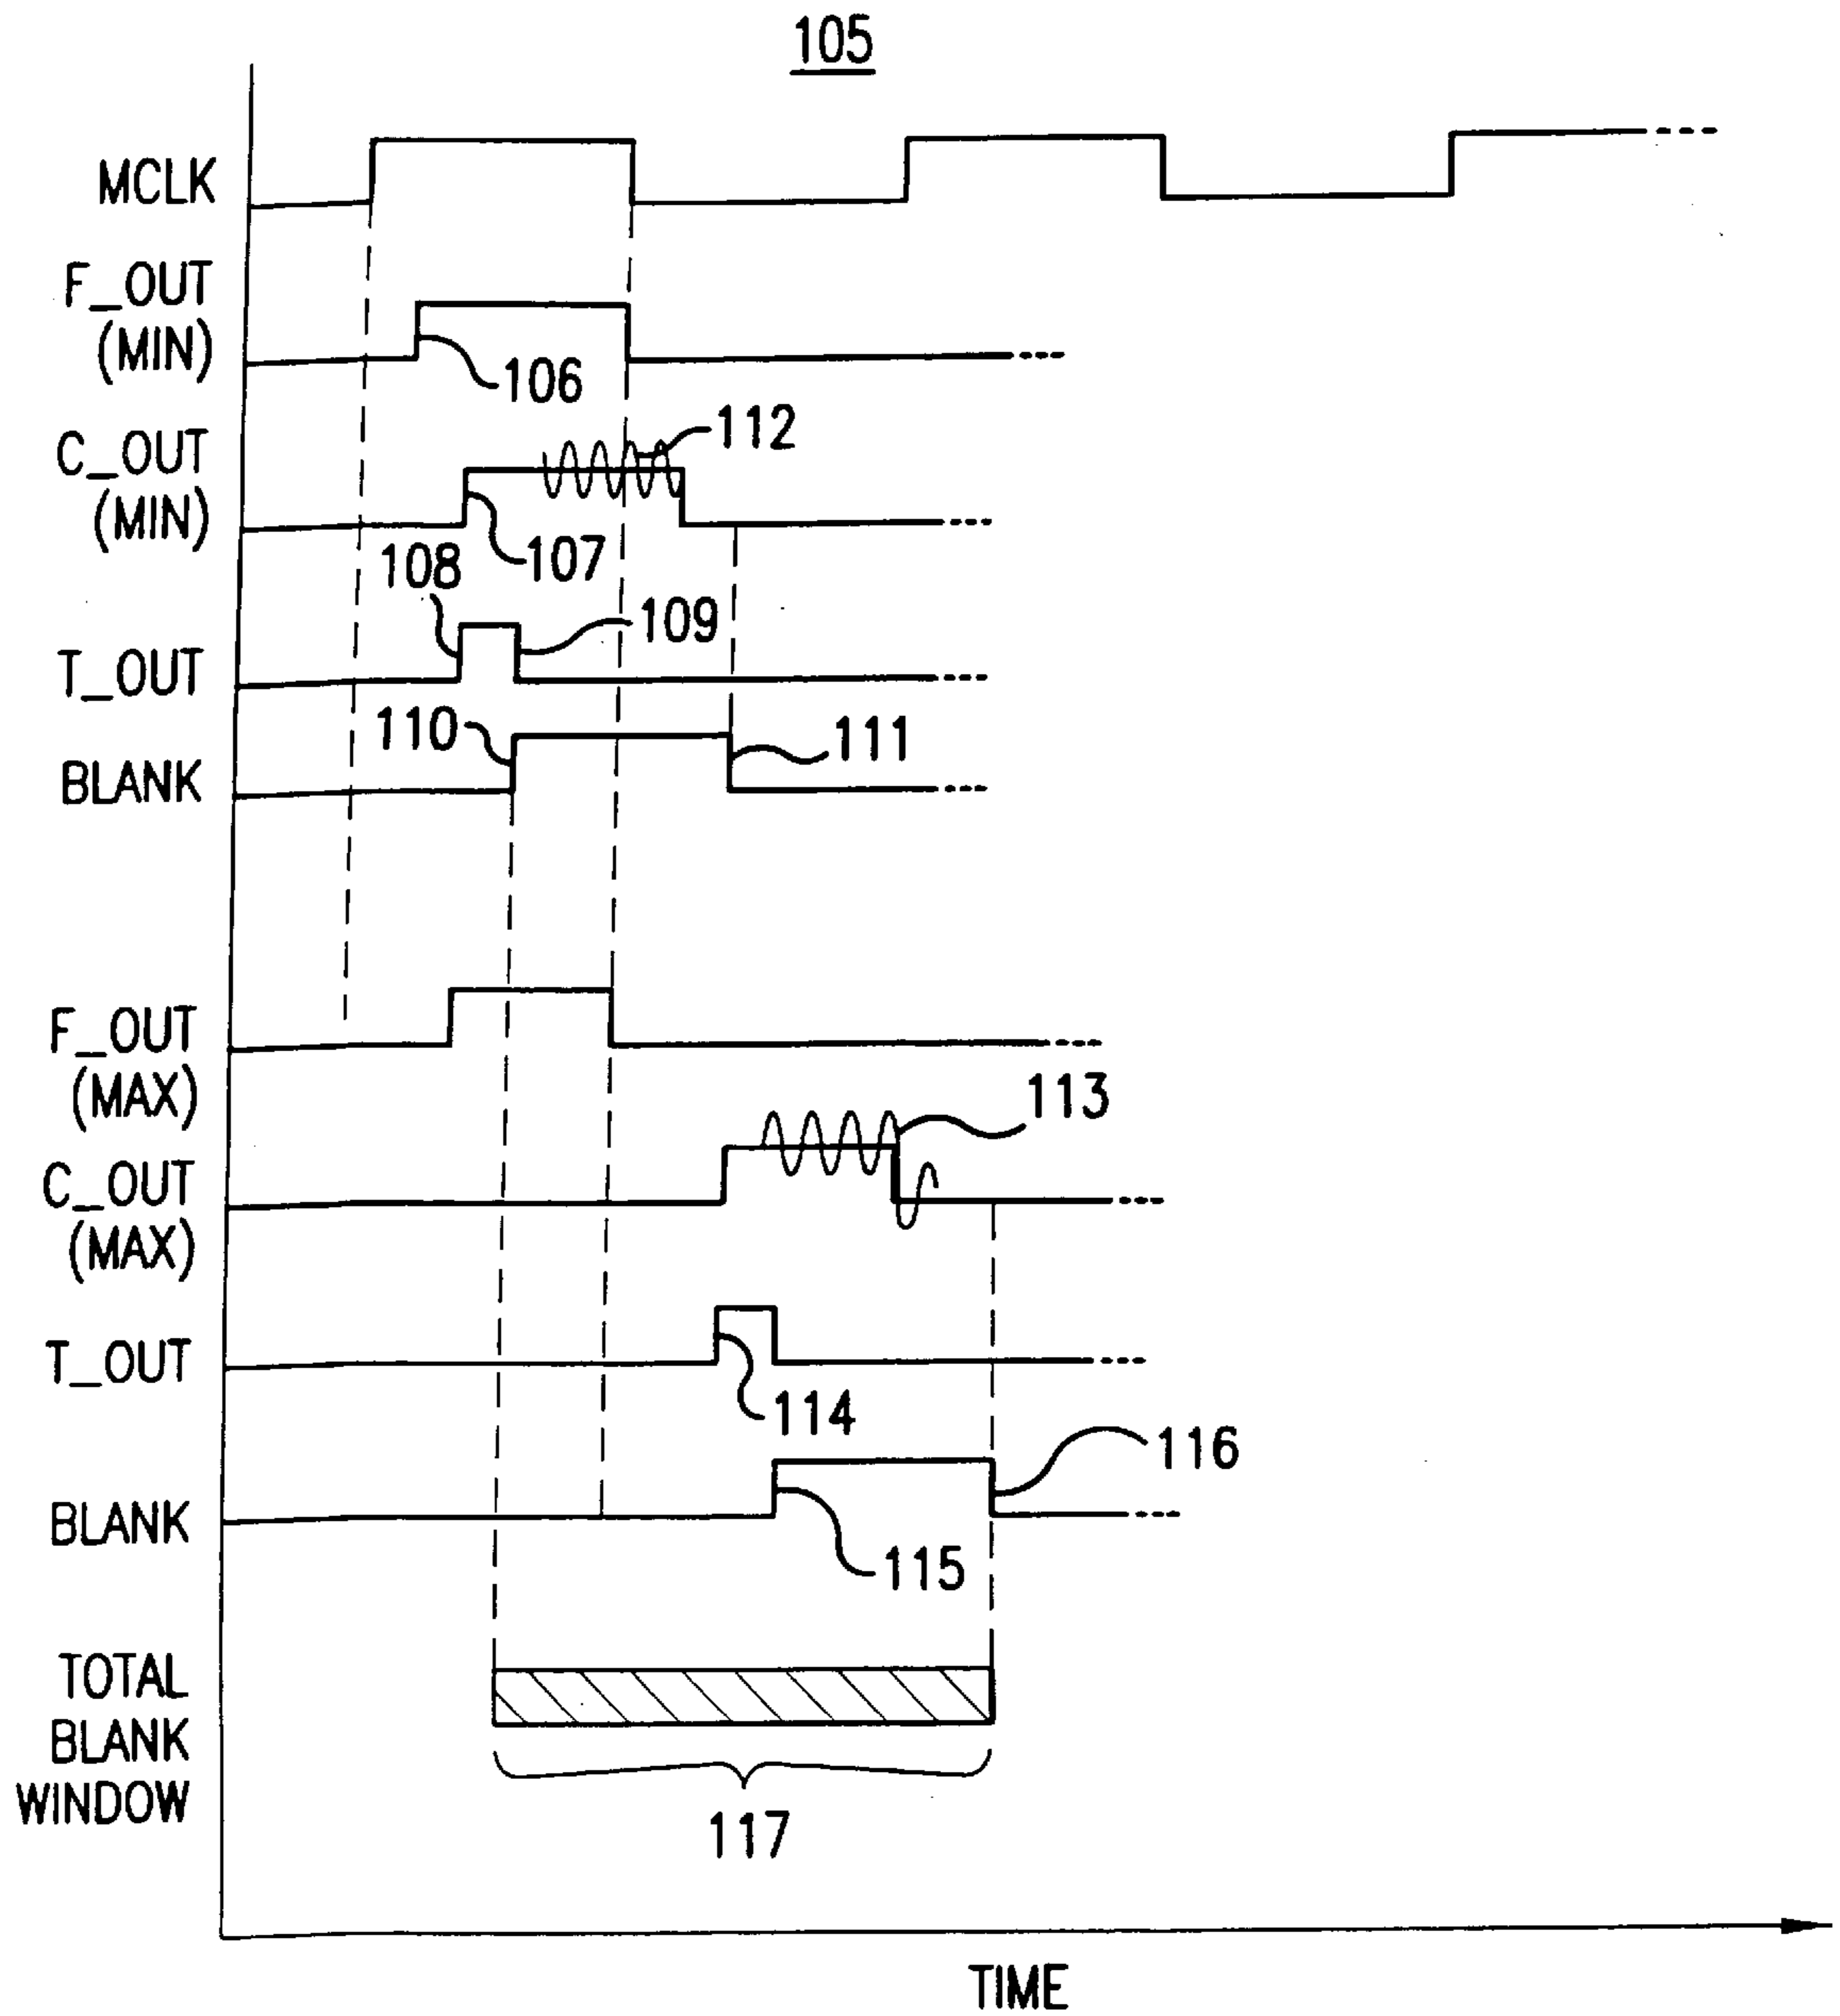 105
MCLK
F_OUT
(MIN)
106
C_OUT
(MIN)
112
107
108
109
T_OUT
110
111
BLANK
F_OUT
(MAX)
113
C_OUT
(MAX)
T_OUT
114
116
BLANK
115
TOTAL
BLANK
WINDOW
117
TIME